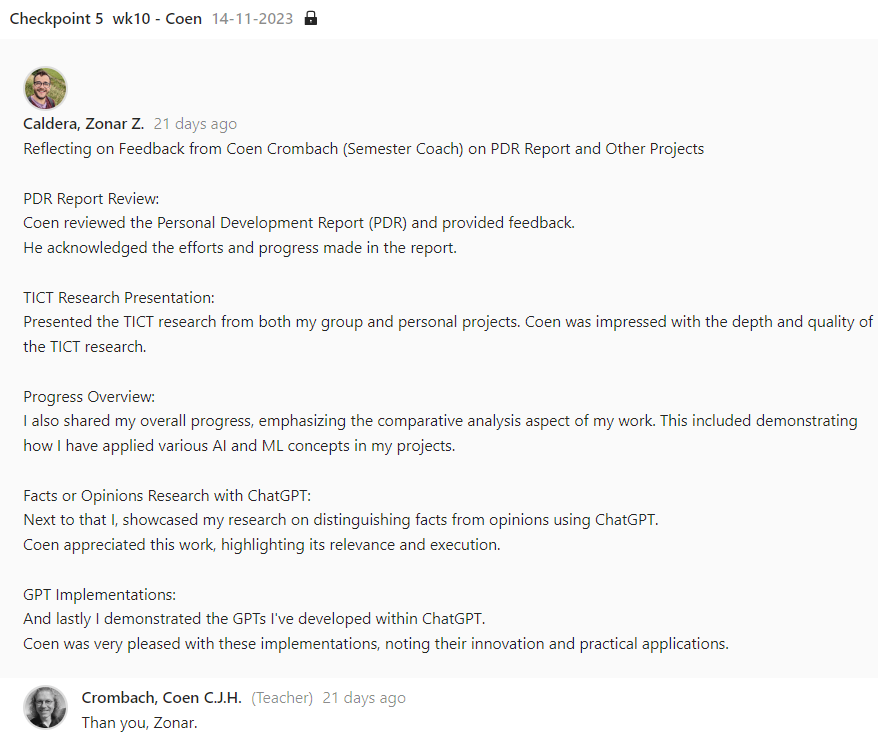 Checkpoint 5 wk10 - Coen 14-11-2023
Caldera, Zonar Z. 21 days ago
Reflecting on Feedback from Coen Crombach (Semester Coach) on PDR Report and Other Projects
PDR Report Review:
Coen reviewed the Personal Development Report (PDR) and provided feedback.
He acknowledged the efforts and progress made in the report.
TICT Research Presentation:
Presented the TICT research from both my group and personal projects. Coen was impressed with the depth and quality of
the TICT research.
Progress Overview:
I also shared my overall progress, emphasizing the comparative analysis aspect of my work. This included demonstrating
how I have applied various AI and ML concepts in my projects.
Facts or Opinions Research with ChatGPT:
Next to that I, showcased my research on distinguishing facts from opinions using ChatGPT.
Coen appreciated this work, highlighting its relevance and execution.
GPT Implementations:
And lastly I demonstrated the GPTs I've developed within ChatGPT.
Coen was very pleased with these implementations, noting their innovation and practical applications.
Crombach, Coen C.J.H. (Teacher) 21 days ago
Than you, Zonar.